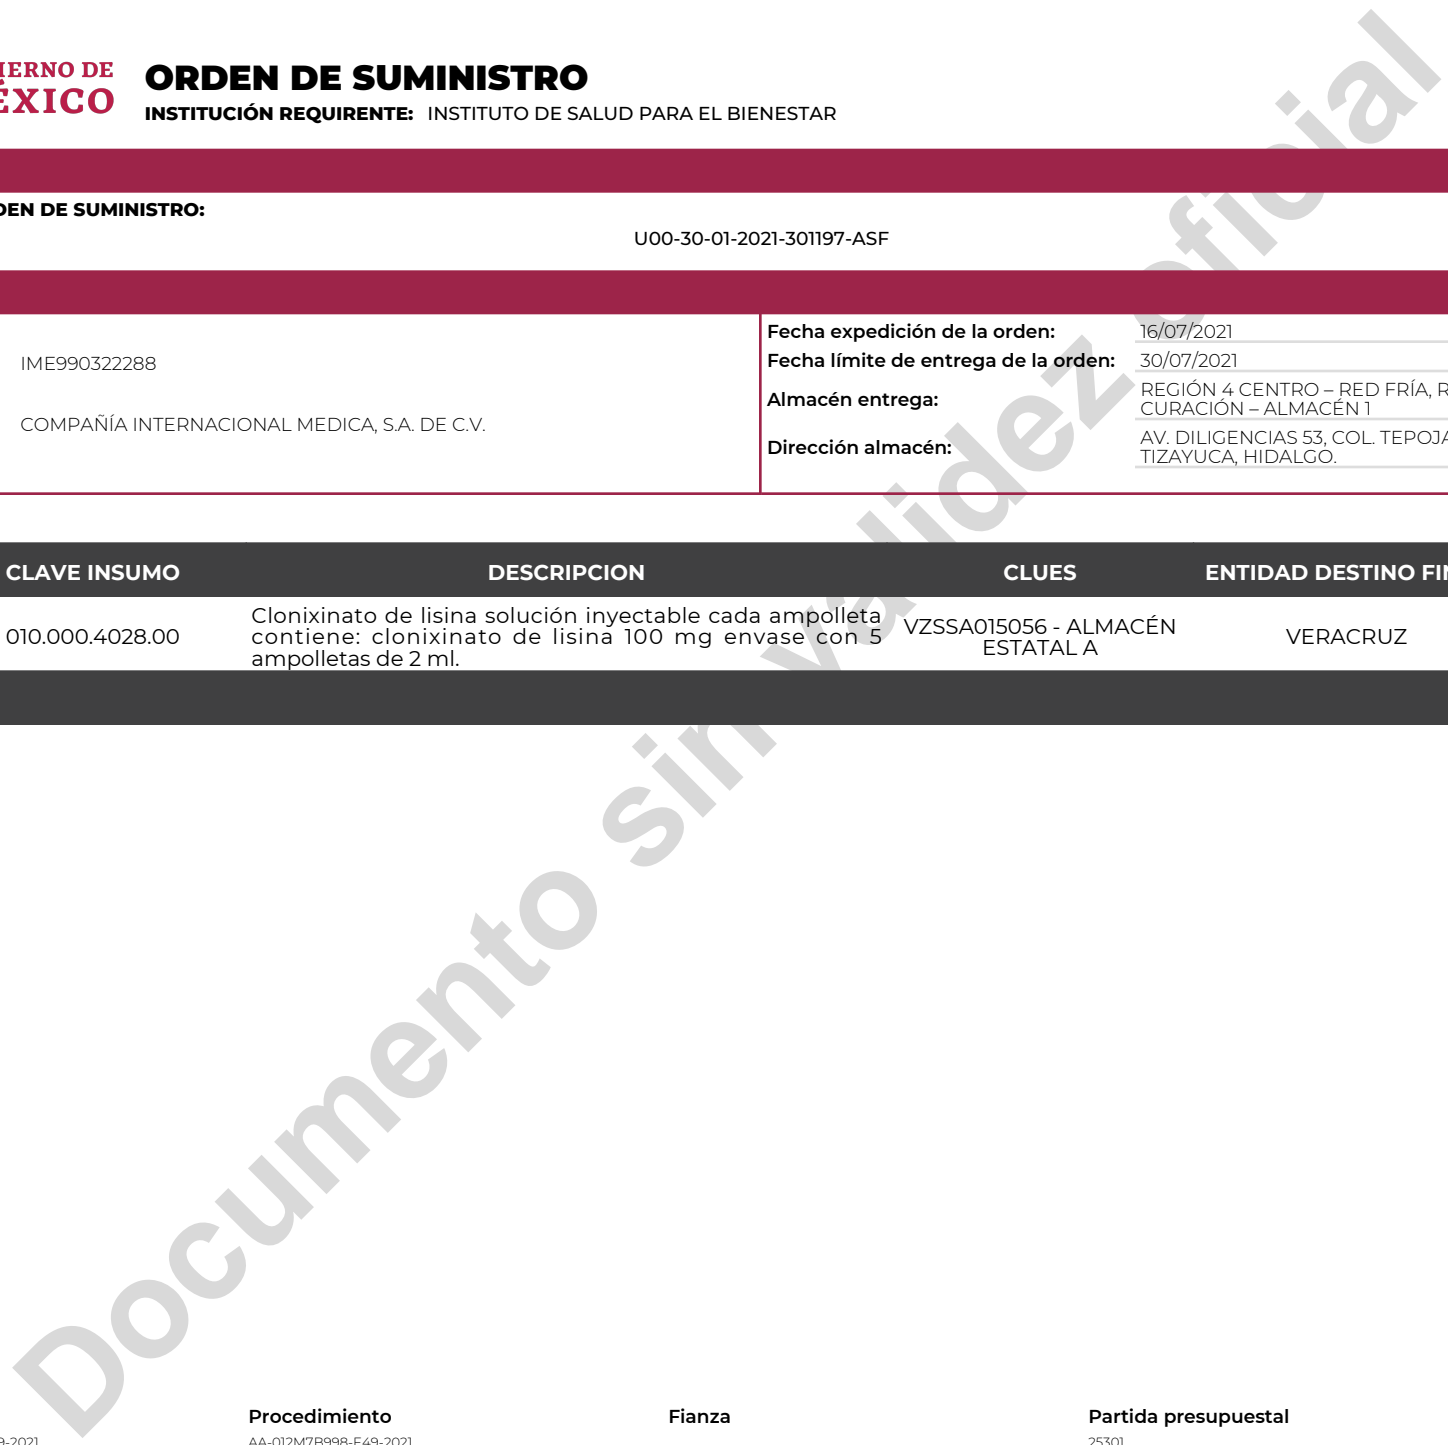 IERNO DE
ÉXICO
ORDEN DE SUMINISTRO
INSTITUCIÓN REQUIRENTE: INSTITUTO DE SALUD PARA EL BIENESTAR
DEN DE SUMINISTRO:
U00-30-01-2021-301197-ASF
IME990322288
COMPAÑÍA INTERNACIONAL MEDICA, S.A. DE C.V.
Fecha expedición de la orden: 16/07/2021
Fecha límite de entrega de la orden: 30/07/2021
Almacén entrega: REGIÓN 4 CENTRO – RED FRÍA, R
CURACIÓN – ALMACÉN 1
Dirección almacén: AV. DILIGENCIAS 53, COL. TEPOJA
TIZAYUCA, HIDALGO.
CLAVE INSUMO DESCRIPCION CLUES ENTIDAD DESTINO FIN
010.000.4028.00
Clonixinato de lisina solución inyectable cada ampolleta
contiene: clonixinato de lisina 100 mg envase con 5
ampolletas de 2 ml.
VZSSA015056 - ALMACÉN
ESTATAL A
VERACRUZ
Documento sin validez oficial
Procedimiento Fianza Partida presupuestal
9-2021 AA-012M7B998-E49-2021 25301